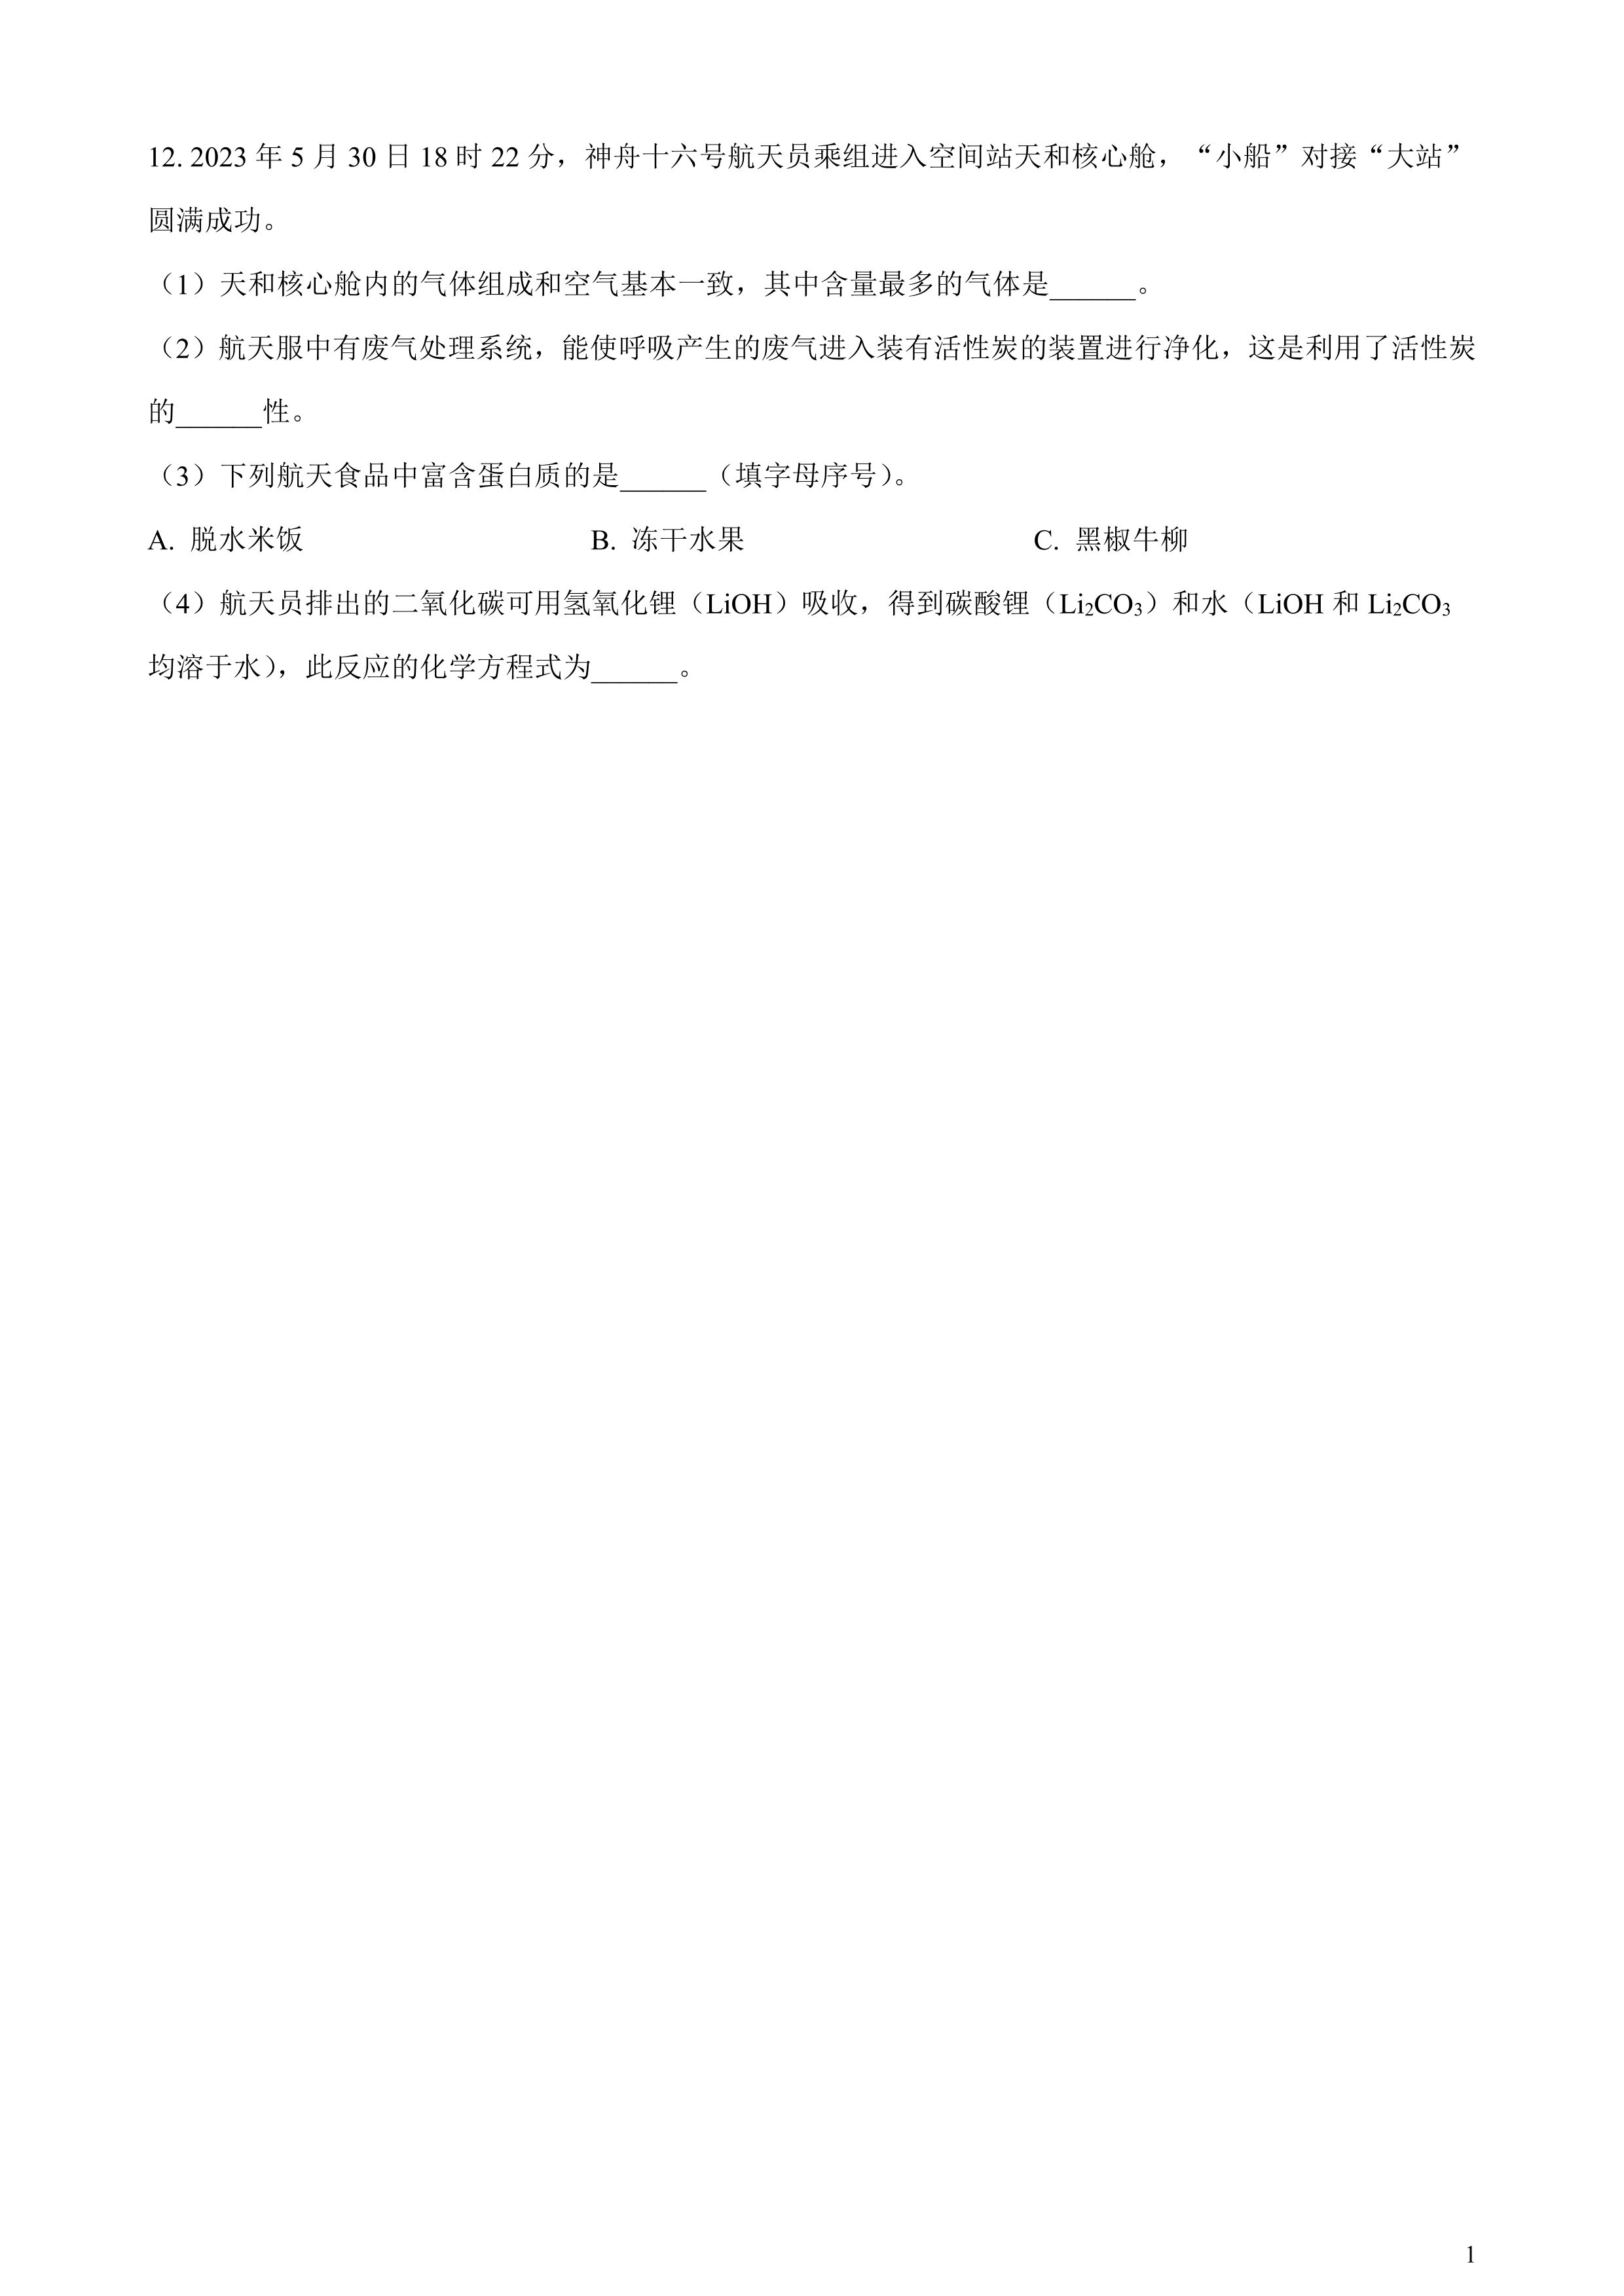 12. 2023 年 5 月 30 日 18 时 22 分，神舟十六号航天员乘组进入空间站天和核心舱，“小船”对接“大站”
圆满成功。
（1）天和核心舱内的气体组成和空气基本一致，其中含量最多的气体是______。
（2）航天服中有废气处理系统，能使呼吸产生的废气进入装有活性炭的装置进行净化，这是利用了活性炭
的______性。
（3）下列航天食品中富含蛋白质的是______（填字母序号）。
A. 脱水米饭 B. 冻干水果 C. 黑椒牛柳
（4）航天员排出的二氧化碳可用氢氧化锂（LiOH）吸收，得到碳酸锂（Li₂CO₃）和水（LiOH 和 Li₂CO₃
均溶于水），此反应的化学方程式为______。
1